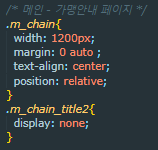 /* 메인 - 가맹안내 페이지 */
.m_chain{
  width: 1200px;
  margin: 0 auto ;
  text-align: center;
  position: relative;
}
.m_chain_title2{
  display: none;
}